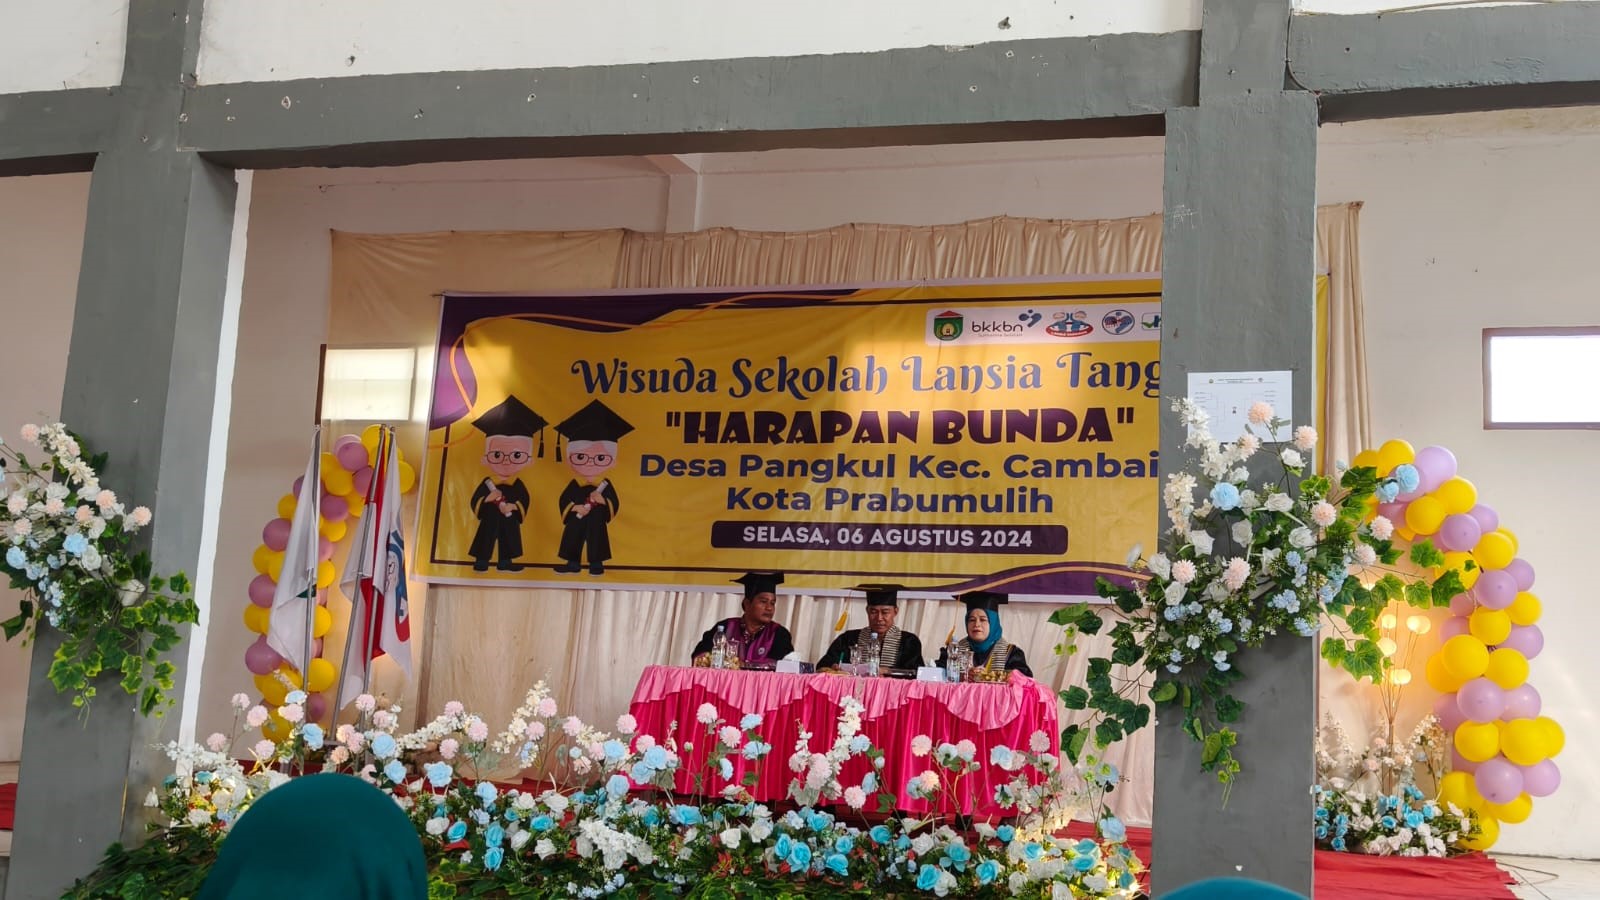 bkkbn
Wisuda Sekolah Lansia Tang
"HARAPAN BUNDA"
Desa Pangkul Kec. Cambai
Kota Prabumulih
SELASA, 06 AGUSTUS 2024